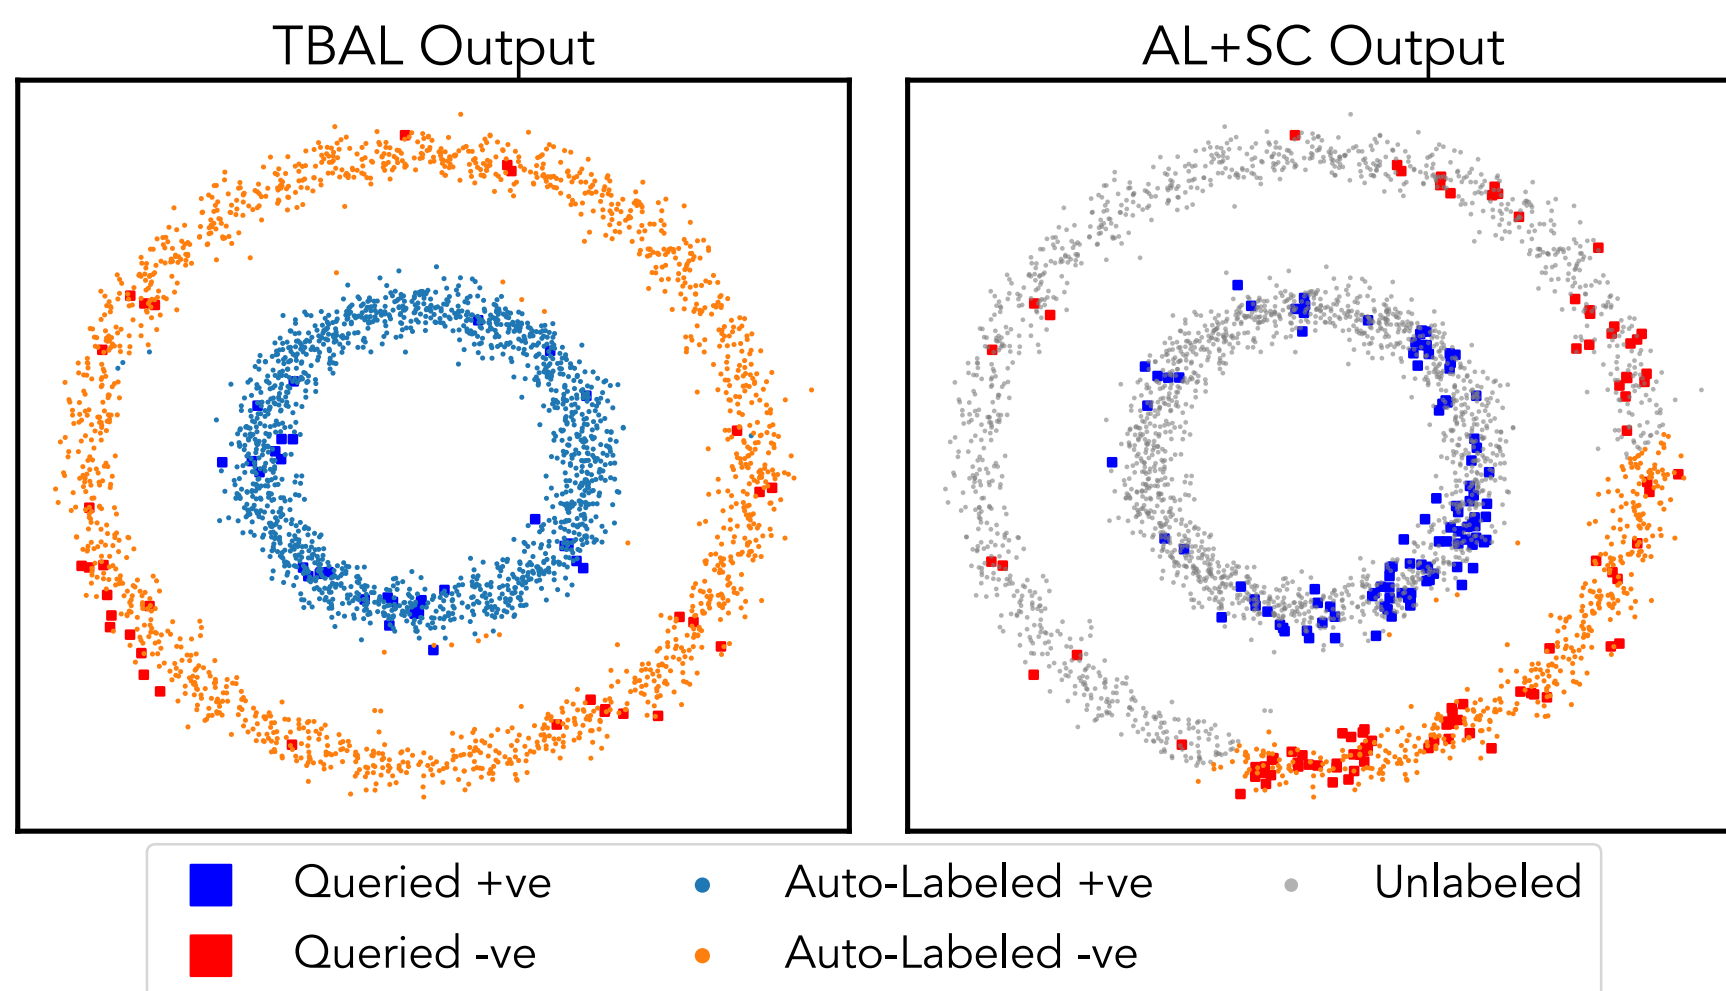 TBAL Output
AL+SC Output
Queried +ve
Auto-Labeled +ve
Unlabeled
Queried -ve
Auto-Labeled -ve